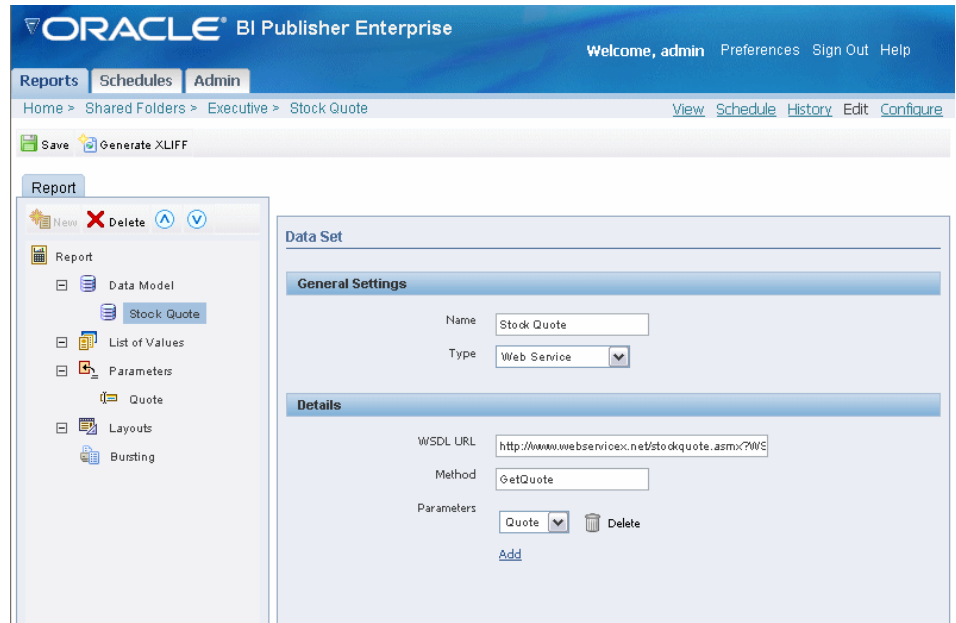 ORACLE BI Publisher Enterprise
Welcome, admin Preferences Sign Out Help
Reports Schedules Admin
Home > Shared Folders > Executive > Stock Quote View Schedule History Edit Configure
Save Generate XLIFF
Report
New Delete
Report
Data Model
Stock Quote
List of Values
Parameters
Quote
Layouts
Bursting
Data Set
General Settings
Name Stock Quote
Type Web Service
Details
WSDL URL http://www.webservicex.net/stockquote.asmx?WS
Method GetQuote
Parameters Quote Delete
Add